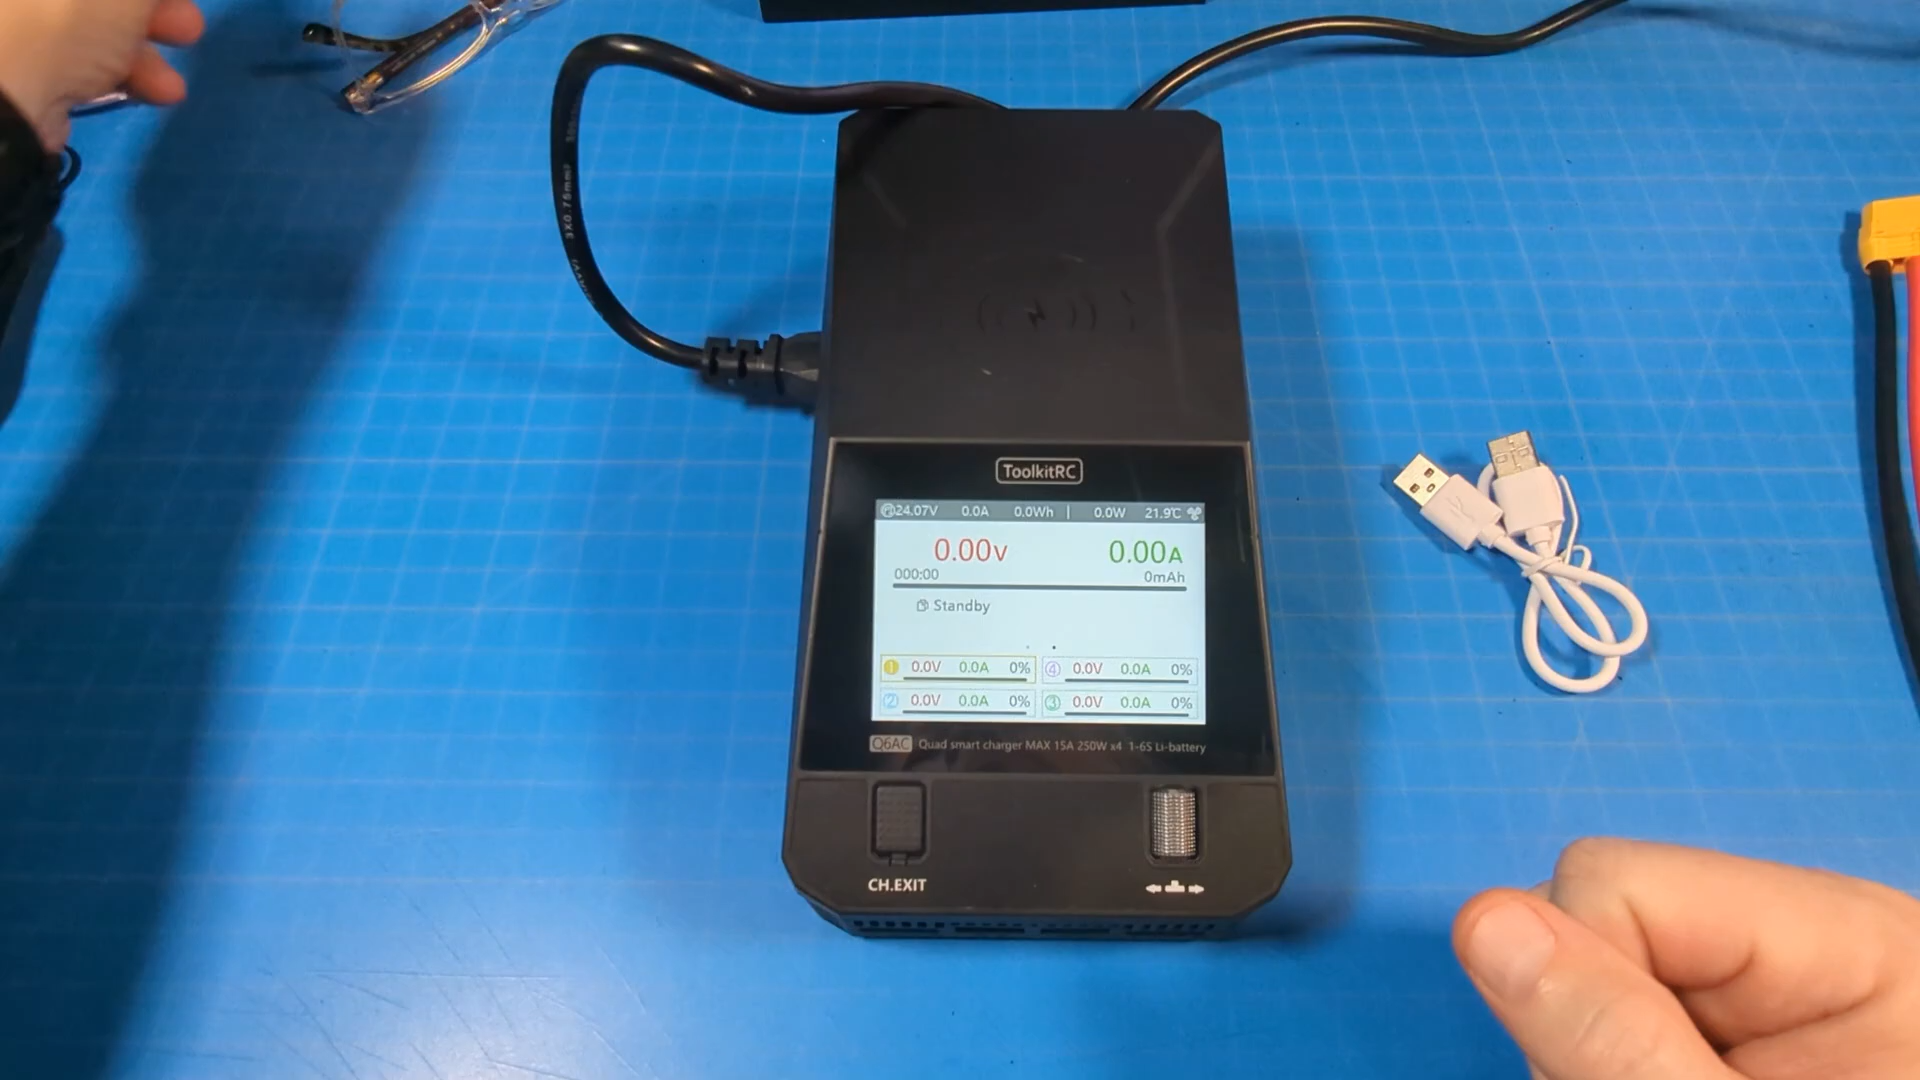 ToolkitRC
24.07V 0.0A 0.0Wh | 0.0W 21.9℃
0.00V 0.00A
000:00 0mAh
Standby
1 0.0V 0.0A 0% 4 0.0V 0.0A 0%
2 0.0V 0.0A 0% 3 0.0V 0.0A 0%
Q6AC Quad smart charger MAX 15A 250W x4 1-6S Li-battery
CH.EXIT
3X0.75mm²